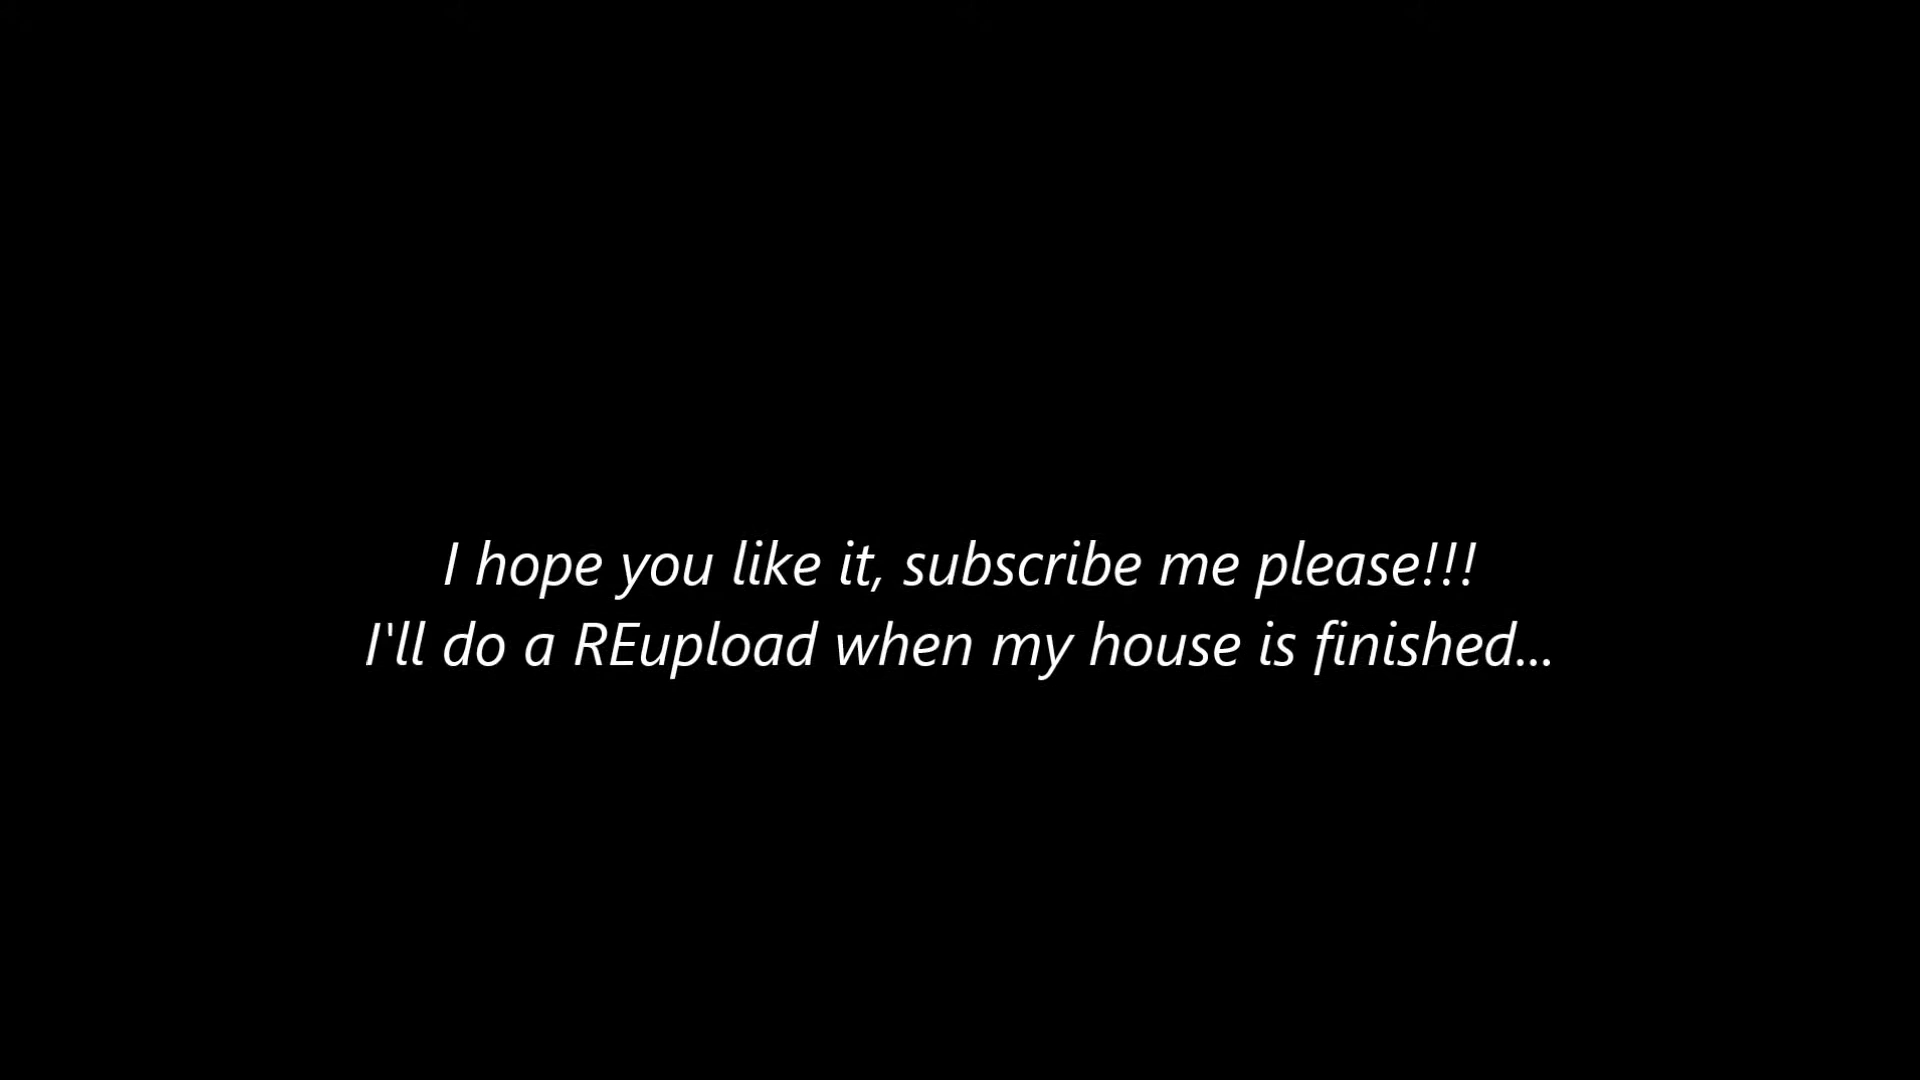 I hope you like it, subscribe me please!!!
I'll do a REupload when my house is finished...